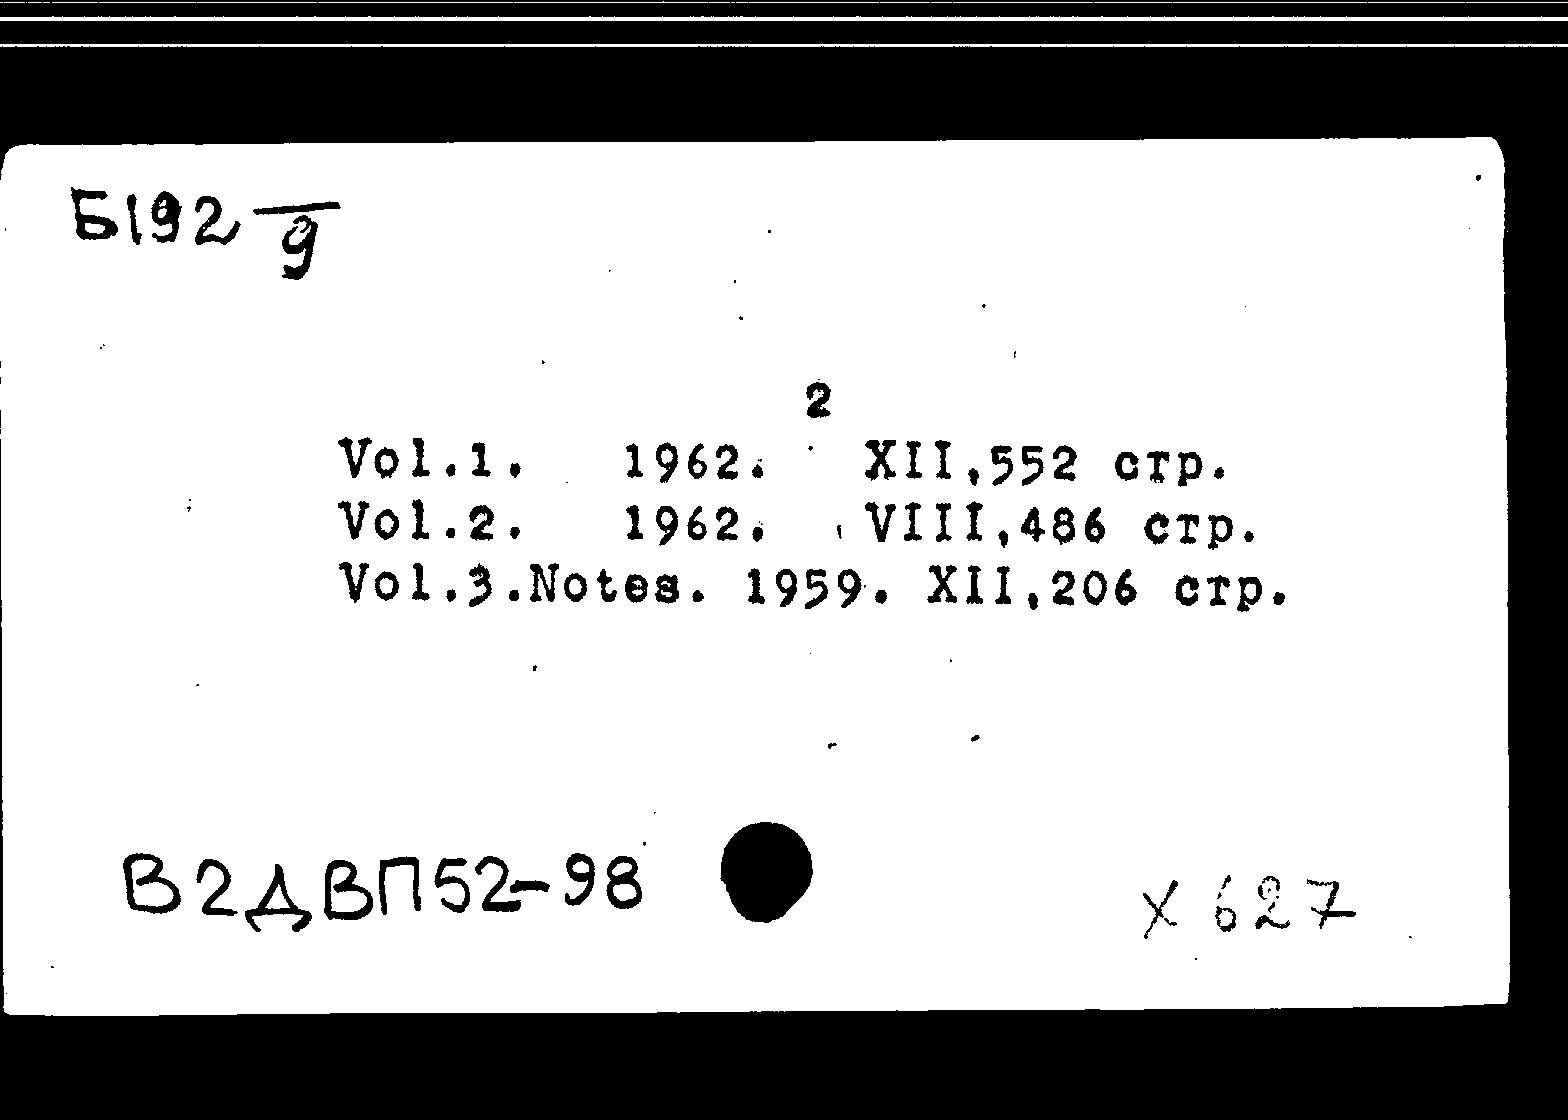 Б192 —/9
2
Vol.1. 1962. XII,552 стр.
Vol.2. 1962. VIII,486 стр.
Vol.3.Notes. 1959. XII,206 стр.
В2ДВП52-98
х 627